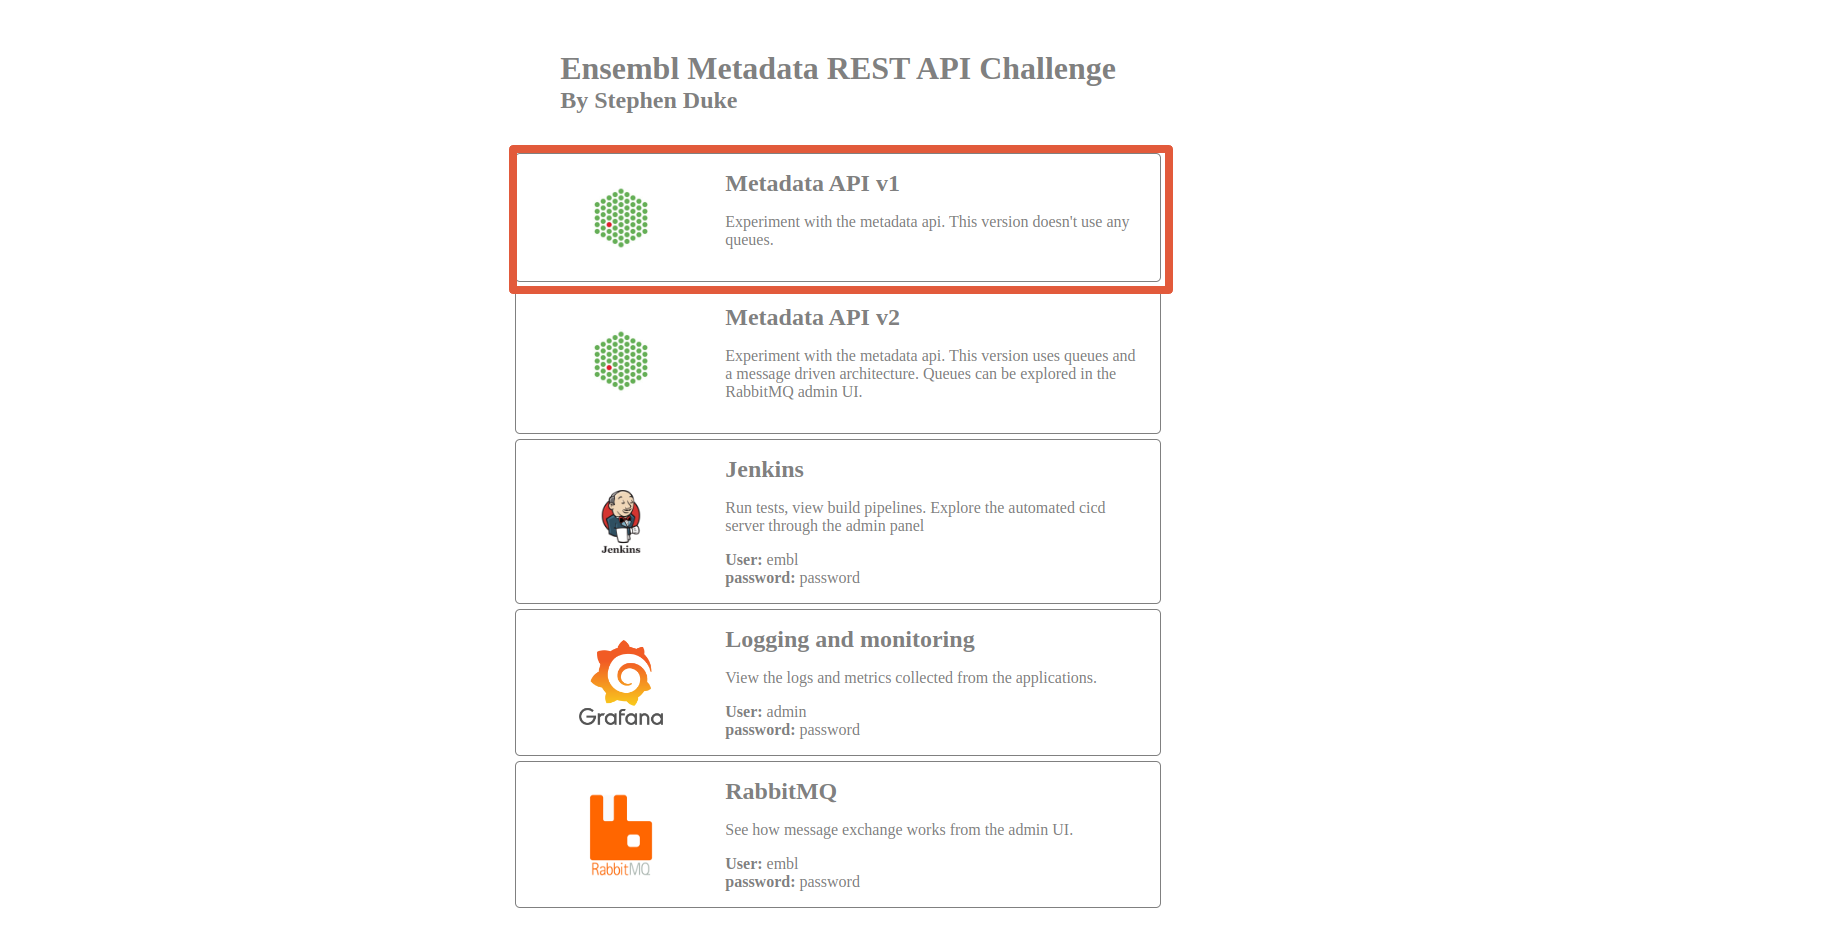 Ensembl Metadata REST API Challenge
By Stephen Duke
Metadata API v1
Experiment with the metadata api. This version doesn't use any
queues.
Metadata API v2
Experiment with the metadata api. This version uses queues and
a message driven architecture. Queues can be explored in the
RabbitMQ admin UI.
Jenkins
Jenkins
Run tests, view build pipelines. Explore the automated cicd
server through the admin panel
User: embl
password: password
Grafana
Logging and monitoring
View the logs and metrics collected from the applications.
User: admin
password: password
RabbitMQ
RabbitMQ
See how message exchange works from the admin UI.
User: embl
password: password